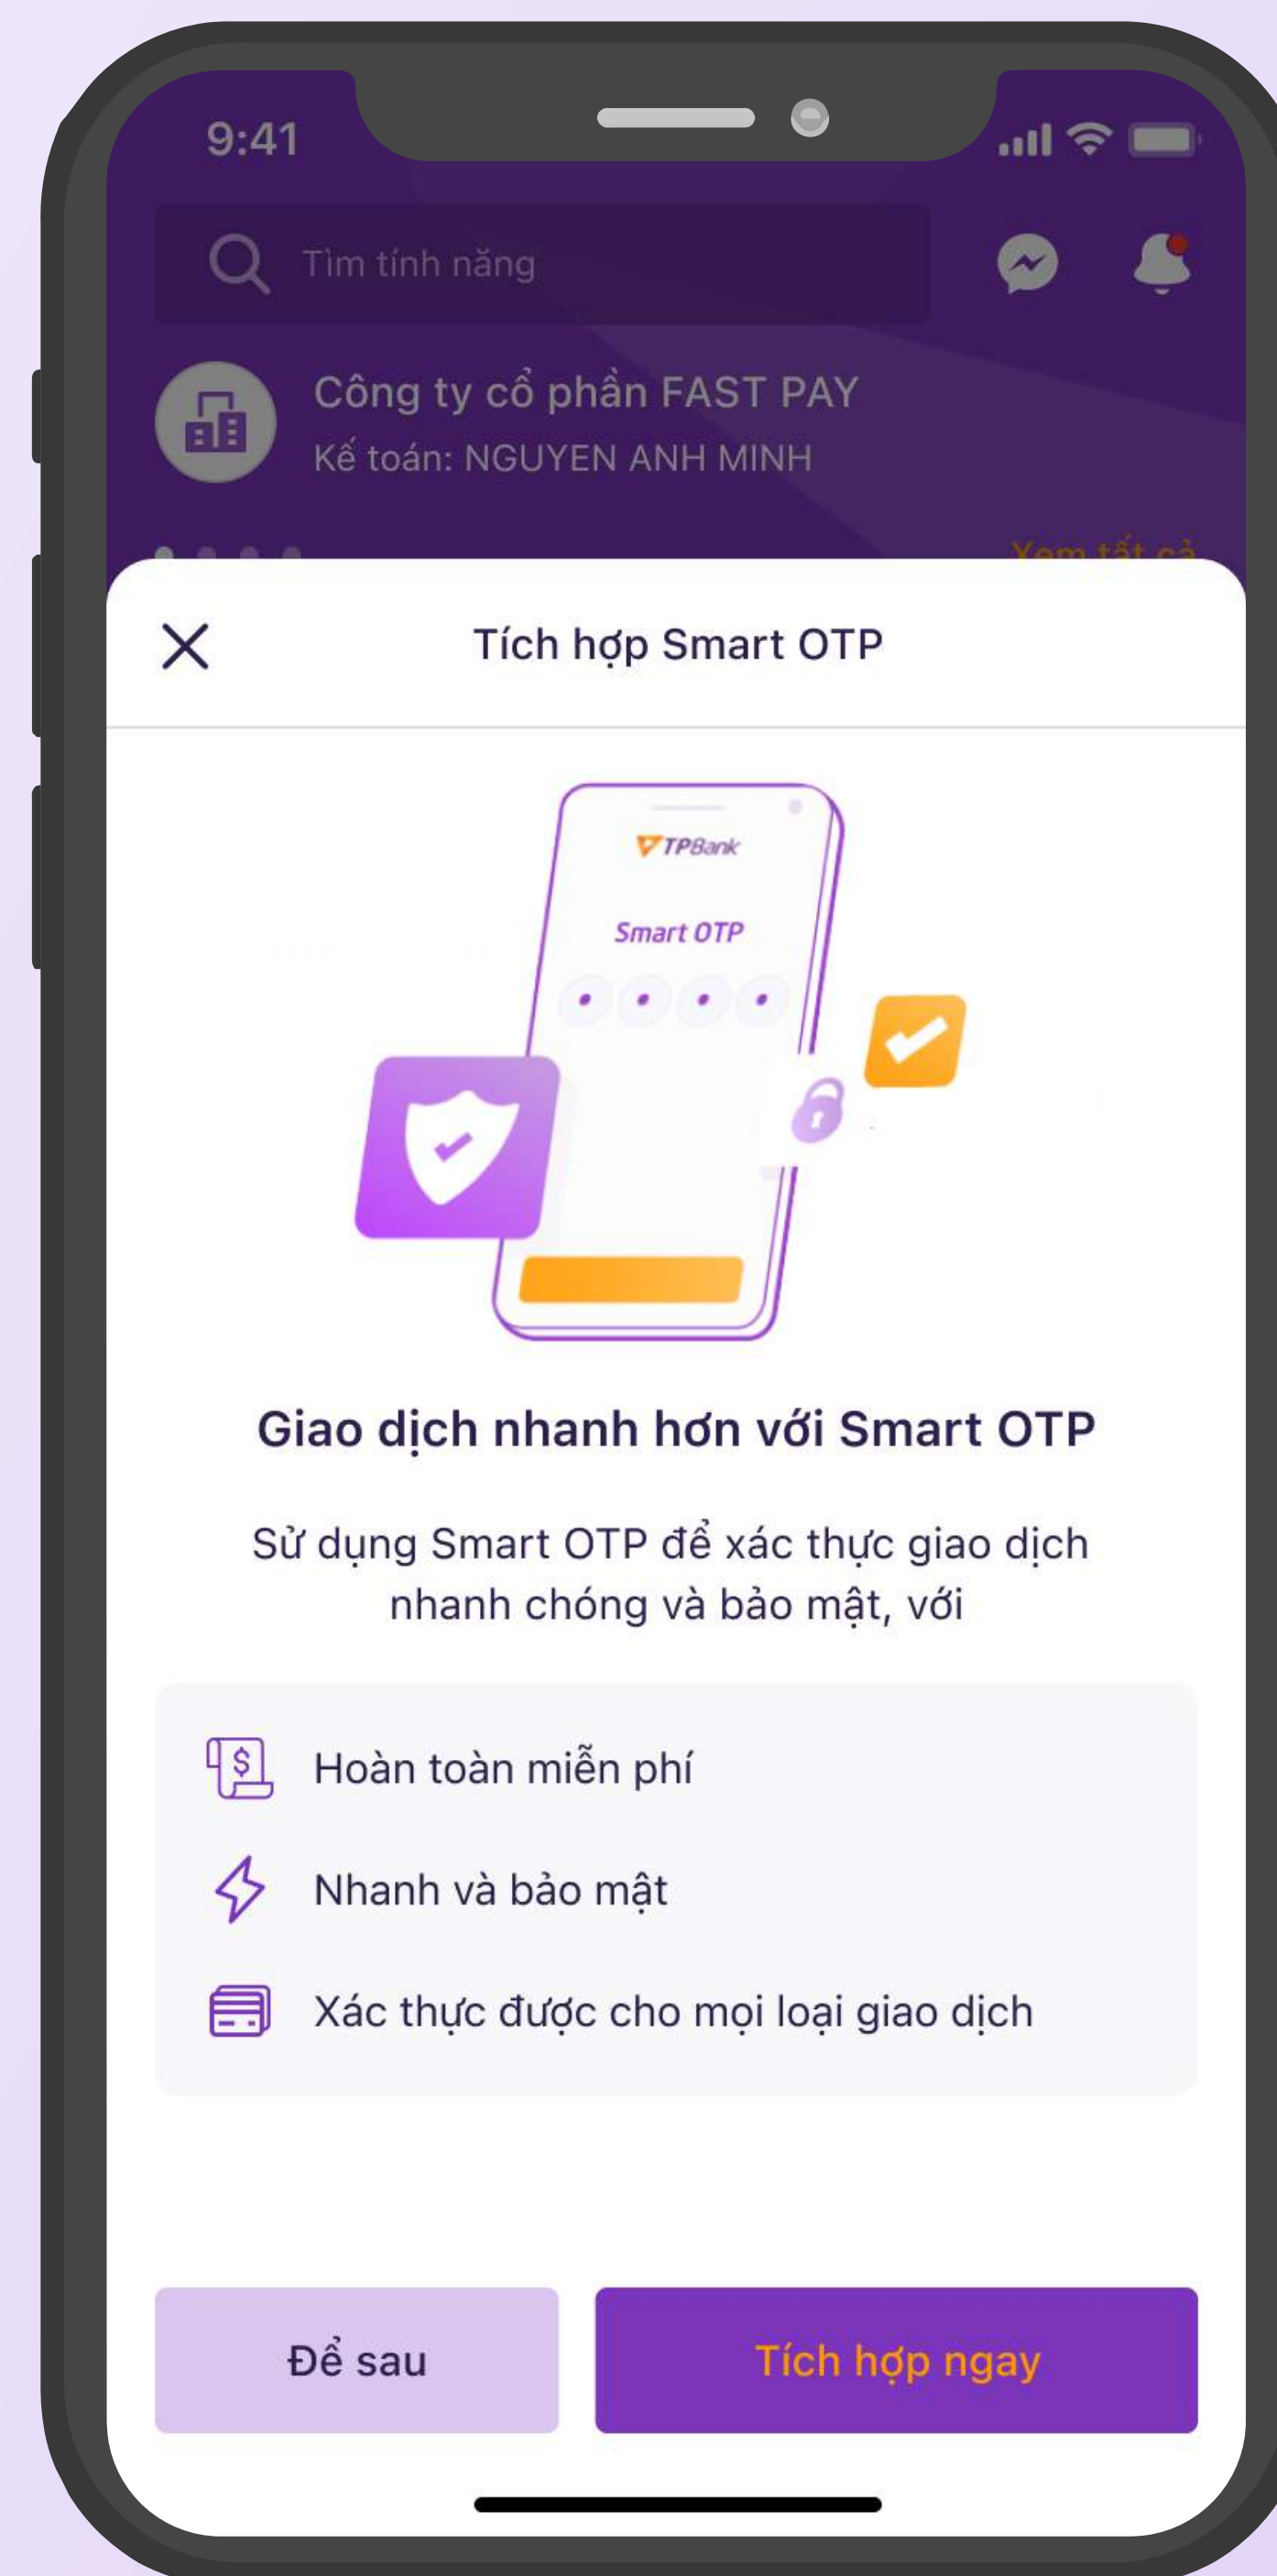 9:41
Tìm tính năng
Công ty cổ phần FAST PAY
Kế toán: NGUYEN ANH MINH
Xem tất cả
Tích hợp Smart OTP
TPBank
Smart OTP
Giao dịch nhanh hơn với Smart OTP
Sử dụng Smart OTP để xác thực giao dịch
nhanh chóng và bảo mật, với
Hoàn toàn miễn phí
Nhanh và bảo mật
Xác thực được cho mọi loại giao dịch
Để sau
Tích hợp ngay